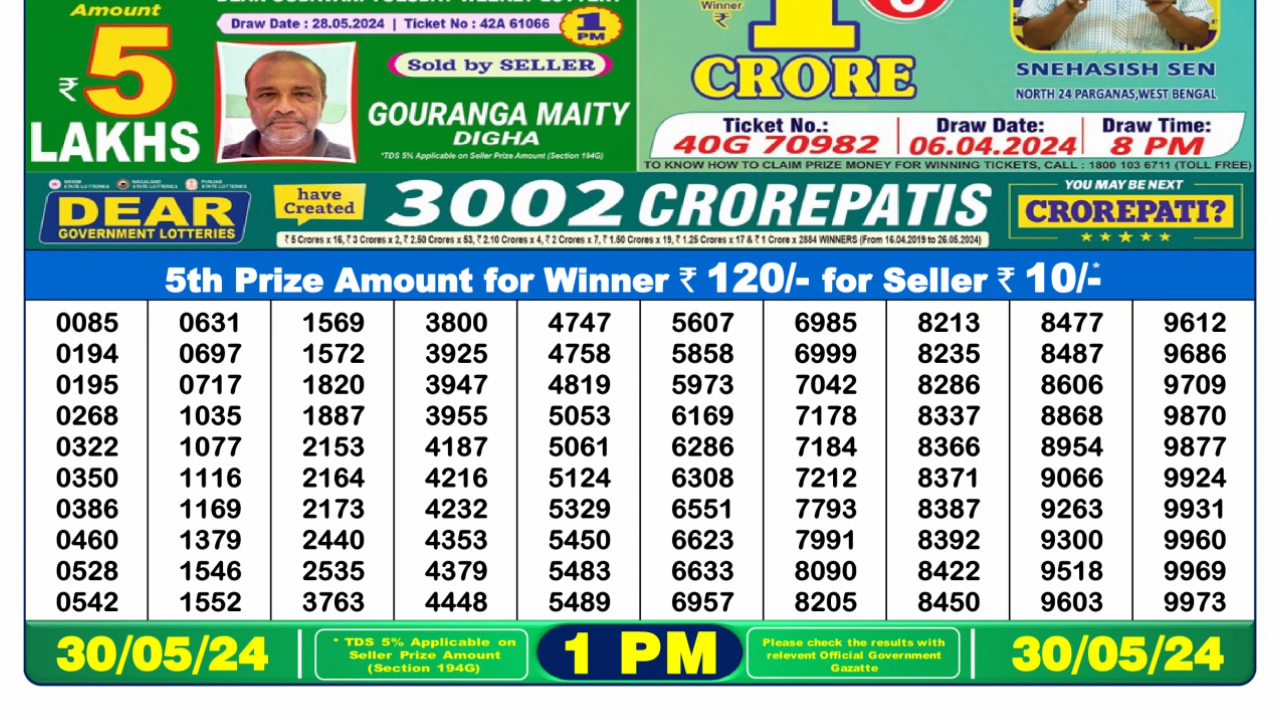 Amount
₹ 5
LAKHS
Draw Date : 28.05.2024 | Ticket No : 42A 61066
1
PM
Sold by SELLER
GOURANGA MAITY
DIGHA
*TDS 5% Applicable on Seller Prize Amount (Section 194G)
Winner
₹
1
CRORE
SNEHASISH SEN
NORTH 24 PARGANAS,WEST BENGAL
Ticket No.: Draw Date: Draw Time:
40G 70982 06.04.2024 8 PM
TO KNOW HOW TO CLAIM PRIZE MONEY FOR WINNING TICKETS, CALL : 1800 103 6711 (TOLL FREE)
SIKKIM STATE LOTTERIES NAGALAND STATE LOTTERIES PUNJAB STATE LOTTERIES
DEAR
GOVERNMENT LOTTERIES
have
Created
3002 CROREPATIS
₹ 5 Crores x 16, ₹ 3 Crores x 2, ₹ 2.50 Crores x 53, ₹ 2.10 Crores x 4, ₹ 2 Crores x 7, ₹ 1.50 Crores x 19, ₹ 1.25 Crores x 17 & ₹ 1 Crore x 2884 WINNERS (From 16.04.2019 to 26.05.2024)
YOU MAY BE NEXT
CROREPATI?
5th Prize Amount for Winner ₹ 120/- for Seller ₹ 10/-*
0085 0631 1569 3800 4747 5607 6985 8213 8477 9612
0194 0697 1572 3925 4758 5858 6999 8235 8487 9686
0195 0717 1820 3947 4819 5973 7042 8286 8606 9709
0268 1035 1887 3955 5053 6169 7178 8337 8868 9870
0322 1077 2153 4187 5061 6286 7184 8366 8954 9877
0350 1116 2164 4216 5124 6308 7212 8371 9066 9924
0386 1169 2173 4232 5329 6551 7793 8387 9263 9931
0460 1379 2440 4353 5450 6623 7991 8392 9300 9960
0528 1546 2535 4379 5483 6633 8090 8422 9518 9969
0542 1552 3763 4448 5489 6957 8205 8450 9603 9973
30/05/24
* TDS 5% Applicable on
Seller Prize Amount
(Section 194G)
1 PM
Please check the results with
relevent Official Government
Gazatte
30/05/24